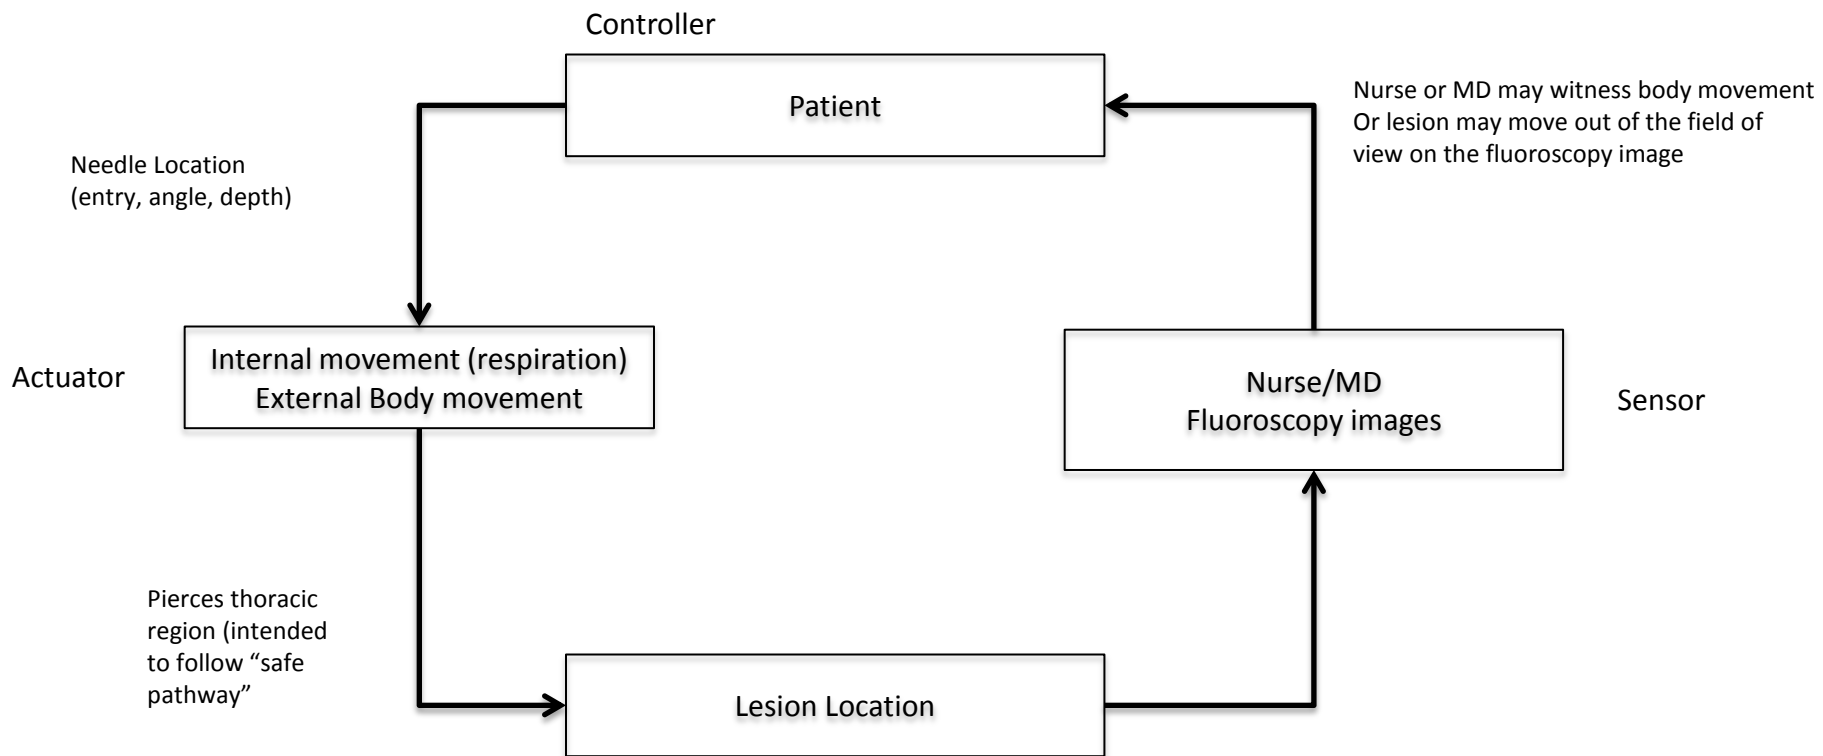 Controller
Patient
Nurse or MD may witness body movement
Or lesion may move out of the field of
view on the fluoroscopy image
Needle Location
(entry, angle, depth)
Actuator
Internal movement (respiration)
External Body movement
Nurse/MD
Fluoroscopy images
Sensor
Pierces thoracic
region (intended
to follow “safe
pathway”
Lesion Location